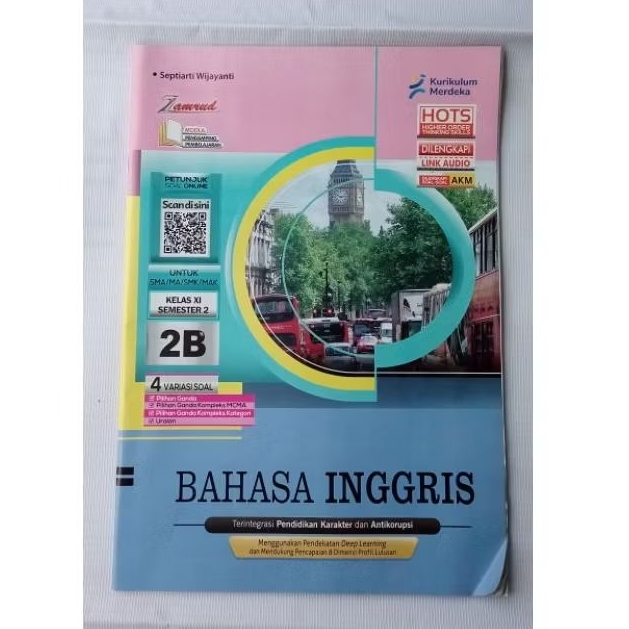 • Septiarti Wijayanti
Zamrud
MODUL
PENDAMPING
PEMBELAJARAN
Kurikulum
Merdeka
HOTS
HIGHER ORDER
THINKING SKILLS
DILENGKAPI
LINK AUDIO
DILENGKAPI
SOAL-SOAL AKM
PETUNJUK
SOAL ONLINE
Scan di sini
UNTUK
SMA/MA/SMK/MAK
KELAS XI
SEMESTER 2
2B
4 VARIASI SOAL
Pilihan Ganda
Pilihan Ganda Kompleks MCMA
Pilihan Ganda Kompleks Kategori
Uraian
BAHASA INGGRIS
Terintegrasi Pendidikan Karakter dan Antikorupsi
Menggunakan Pendekatan Deep Learning
dan Mendukung Pencapaian 8 Dimensi Profil Lulusan